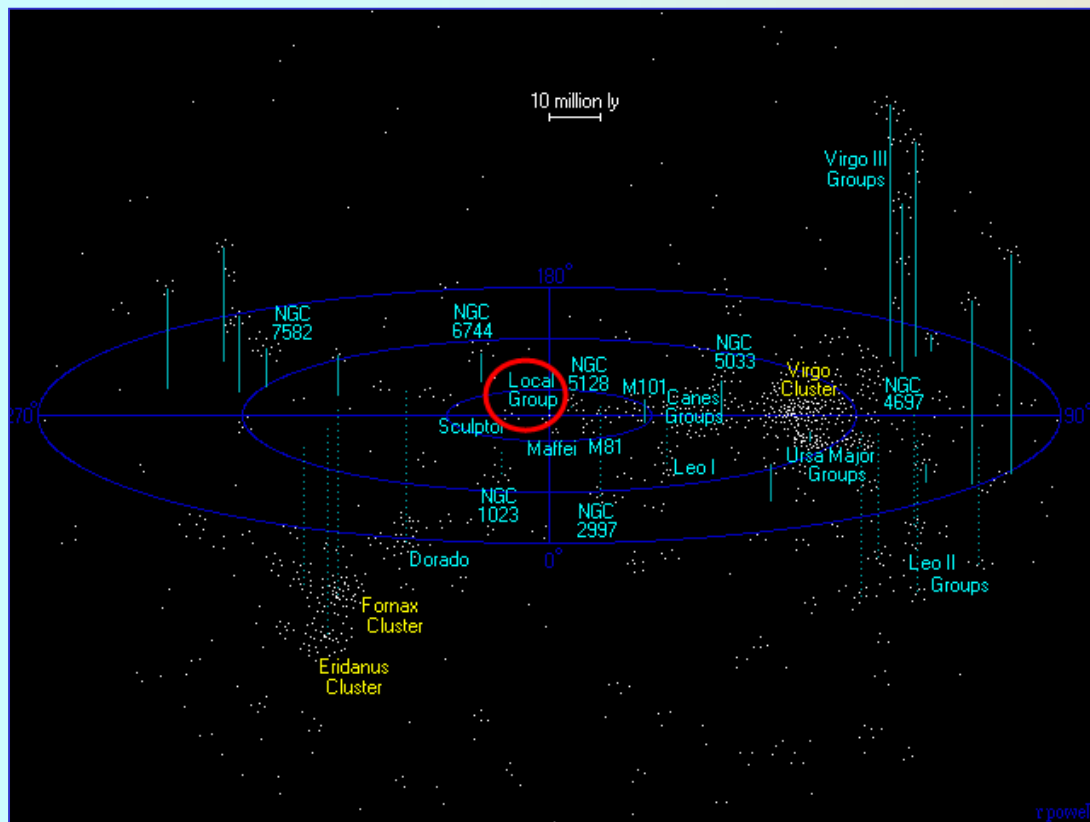 10 million ly
Virgo III
Groups
180°
NGC
7582
NGC
6744
NGC
5128
NGC
5033
Local
Group
M101
Canes
Groups
Virgo
Cluster
NGC
4697
270°
90°
Sculptor
Maffei
M81
Leo I
Ursa Major
Groups
NGC
1023
NGC
2997
0°
Dorado
Leo II
Groups
Fornax
Cluster
Eridanus
Cluster
r powel